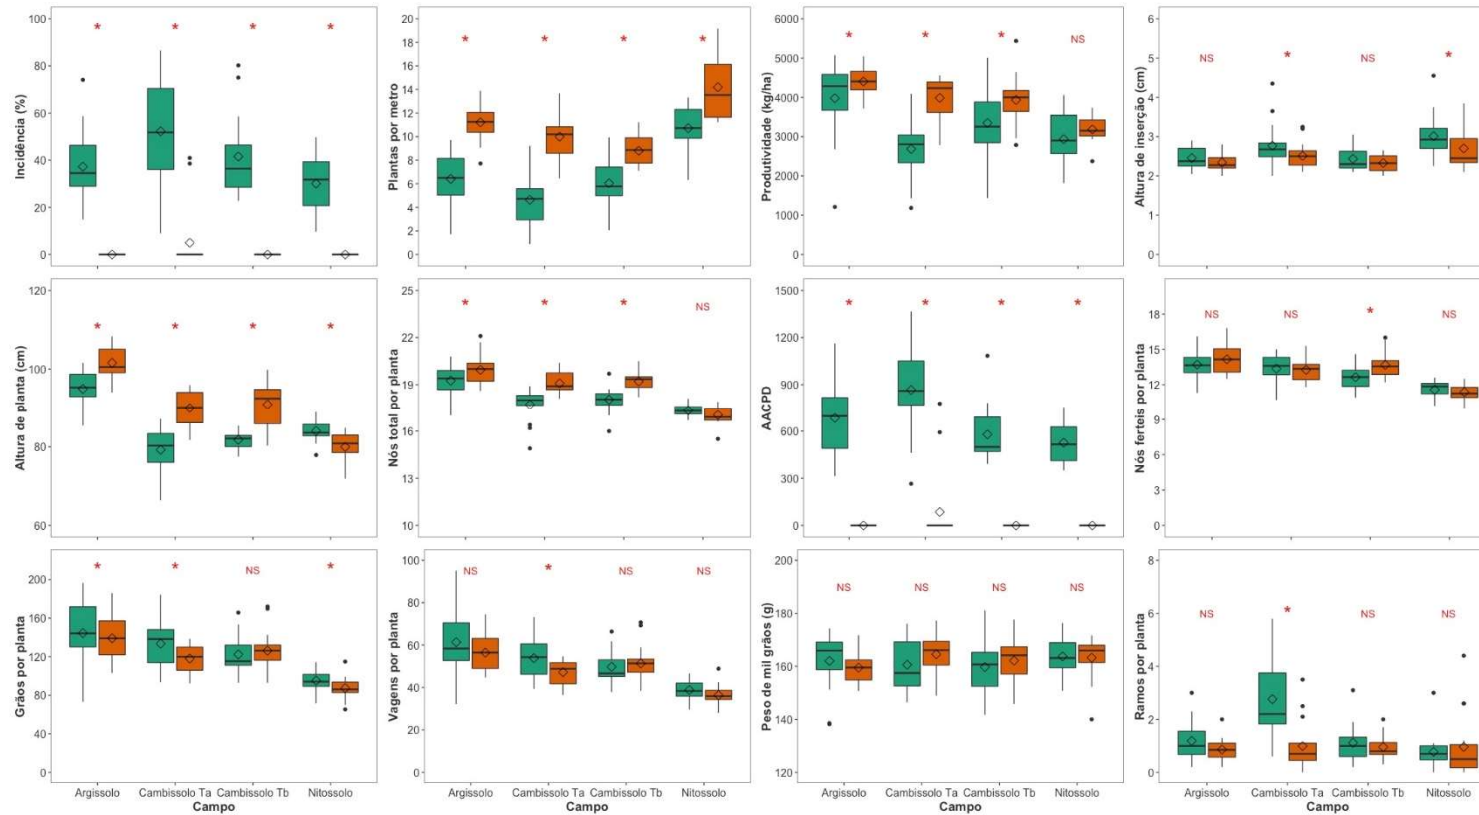 Incidência (%)
100
80
60
40
20
0
* * * *
Plantas por metro
20
18
16
14
12
10
8
6
4
2
0
* * * *
Produtividade (kg/ha)
6000
5000
4000
3000
2000
1000
0
* * * NS
Altura de inserção (cm)
6
5
4
3
2
1
0
NS * NS *
Altura de planta (cm)
120
100
80
60
* * * *
Nós total por planta
25
22
19
16
13
10
* * * NS
AACPD
1500
1200
900
600
300
0
* * * *
Nós ferteis por planta
18
15
12
9
6
3
0
NS NS * NS
Grãos por planta
200
160
120
80
40
0
* * NS *
Argissolo Cambissolo Ta Cambissolo Tb Nitossolo
Campo
Vagens por planta
100
80
60
40
20
0
NS * NS NS
Argissolo Cambissolo Ta Cambissolo Tb Nitossolo
Campo
Peso de mil grãos (g)
200
180
160
140
120
NS NS NS NS
Argissolo Cambissolo Ta Cambissolo Tb Nitossolo
Campo
Ramos por planta
8
6
4
2
0
NS * NS NS
Argissolo Cambissolo Ta Cambissolo Tb Nitossolo
Campo